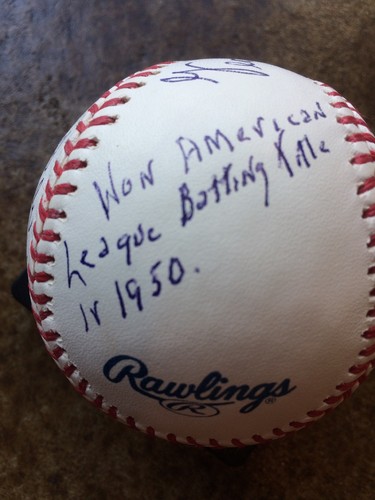 Won American
League Batting Title
In 1950.
Rawlings
R
®